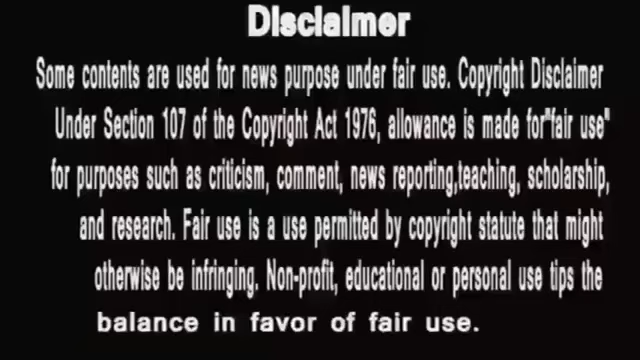 Disclaimer
Some contents are used for news purpose under fair use. Copyright Disclaimer
Under Section 107 of the Copyright Act 1976, allowance is made for"fair use"
for purposes such as criticism, comment, news reporting,teaching, scholarship,
and research. Fair use is a use permitted by copyright statute that might
otherwise be infringing. Non-profit, educational or personal use tips the
balance in favor of fair use.